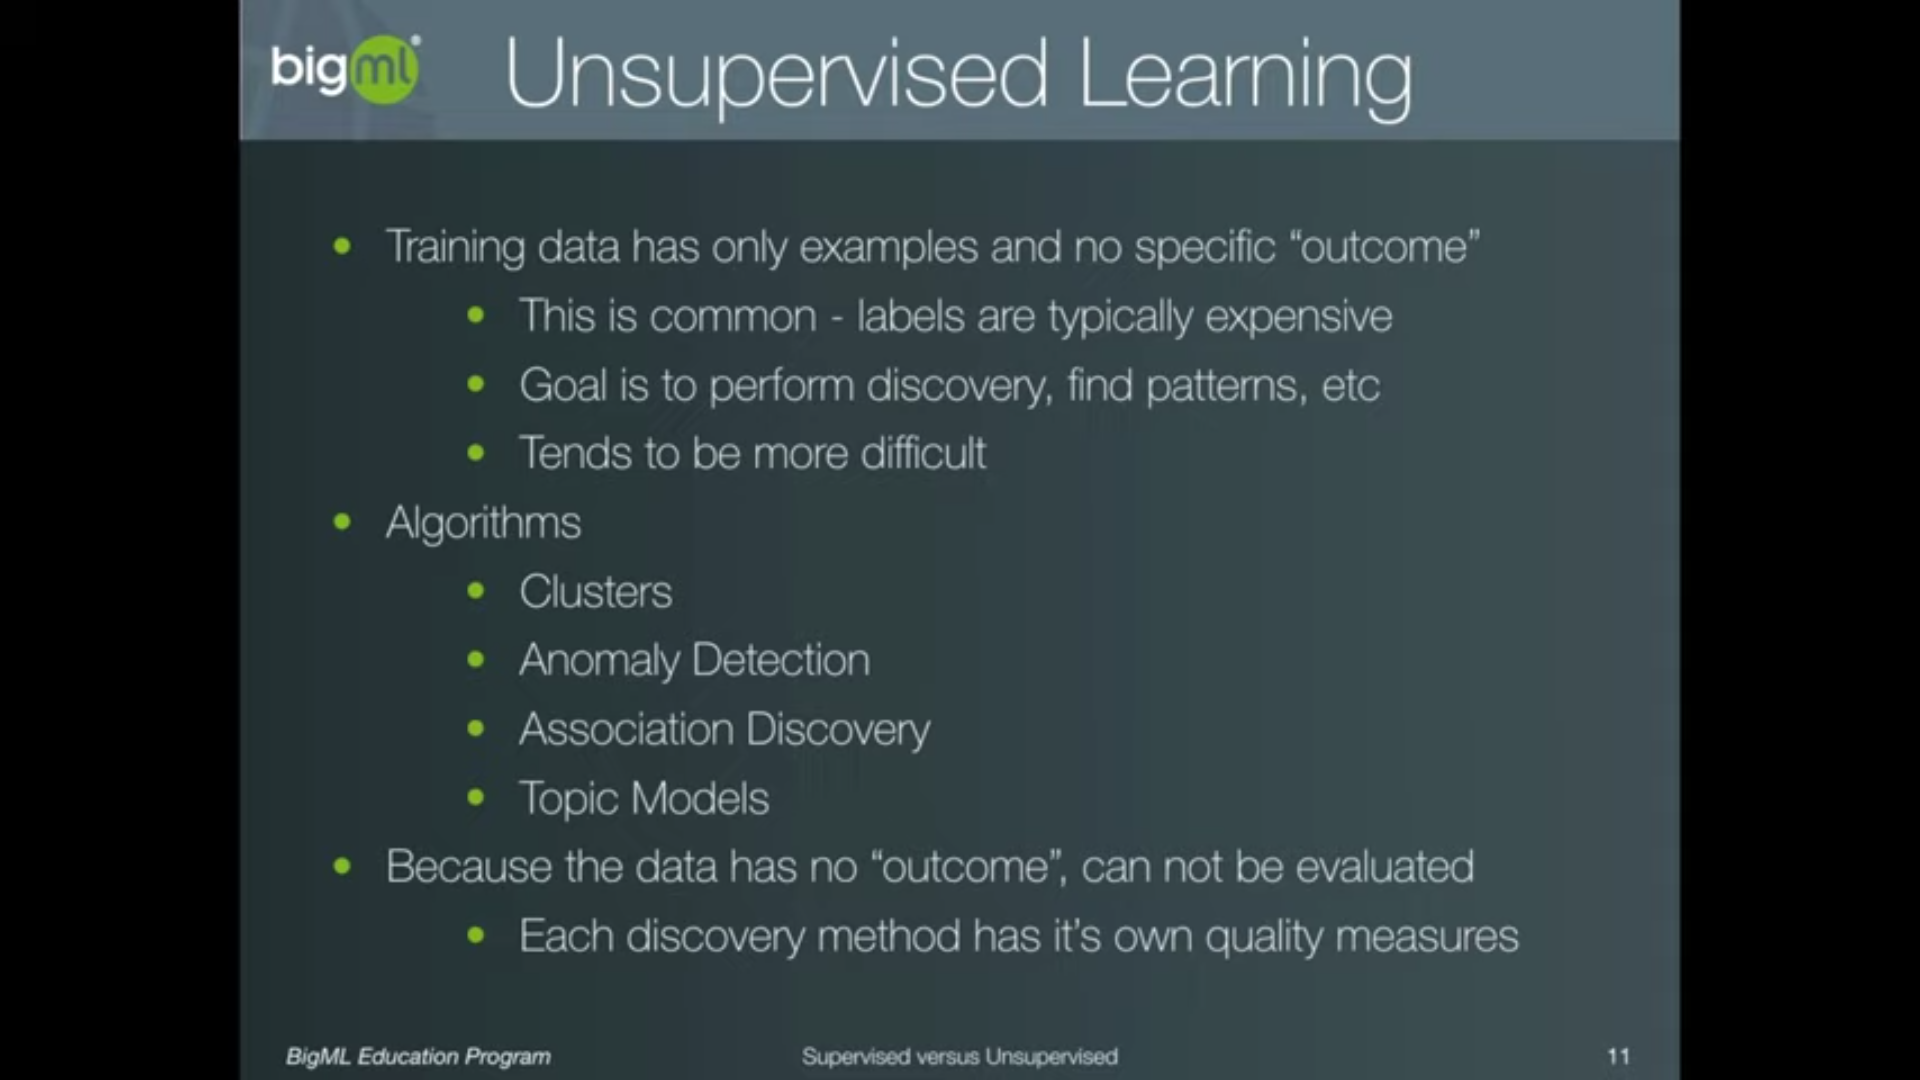 bigml
Unsupervised Learning
• Training data has only examples and no specific “outcome”
• This is common - labels are typically expensive
• Goal is to perform discovery, find patterns, etc
• Tends to be more difficult
• Algorithms
• Clusters
• Anomaly Detection
• Association Discovery
• Topic Models
• Because the data has no “outcome”, can not be evaluated
• Each discovery method has it’s own quality measures
BigML Education Program
Supervised versus Unsupervised
11